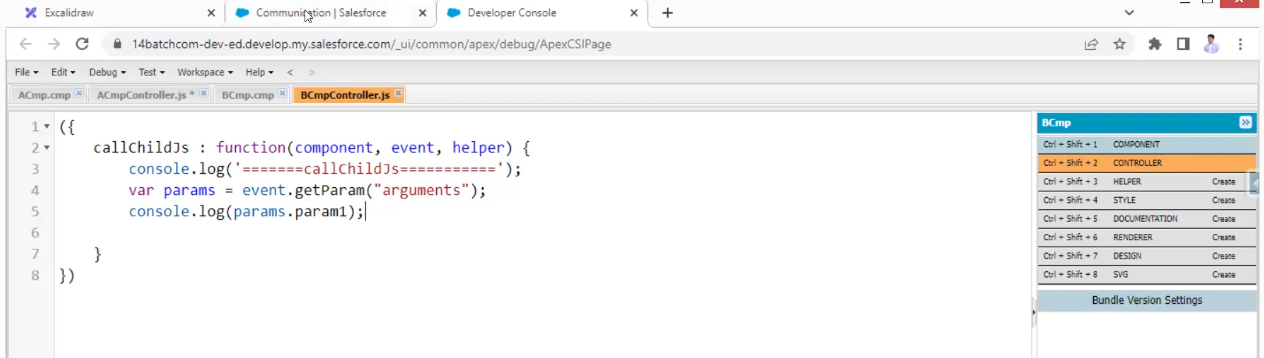 Excalidraw
Communication | Salesforce
Developer Console
14batchcom-dev-ed.develop.my.salesforce.com/_ui/common/apex/debug/ApexCSIPage
File Edit Debug Test Workspace Help < >
ACmp.cmp ACmpController.js * BCmp.cmp BCmpController.js
1 ({
2 callChildJs : function(component, event, helper) {
3 console.log('=======callChildJs===========');
4 var params = event.getParam("arguments");
5 console.log(params.param1);
6
7 }
8 })
BCmp
Ctrl + Shift + 1 COMPONENT
Ctrl + Shift + 2 CONTROLLER
Ctrl + Shift + 3 HELPER Create
Ctrl + Shift + 4 STYLE Create
Ctrl + Shift + 5 DOCUMENTATION Create
Ctrl + Shift + 6 RENDERER Create
Ctrl + Shift + 7 DESIGN Create
Ctrl + Shift + 8 SVG Create
Bundle Version Settings